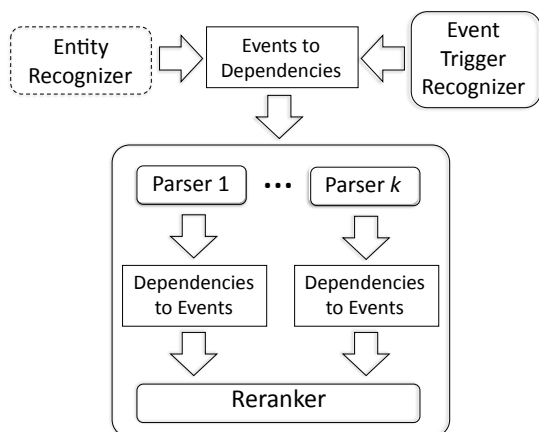 Entity
Recognizer
Events to
Dependencies
Event
Trigger
Recognizer
Parser 1
...
Parser k
Dependencies
to Events
Dependencies
to Events
Reranker